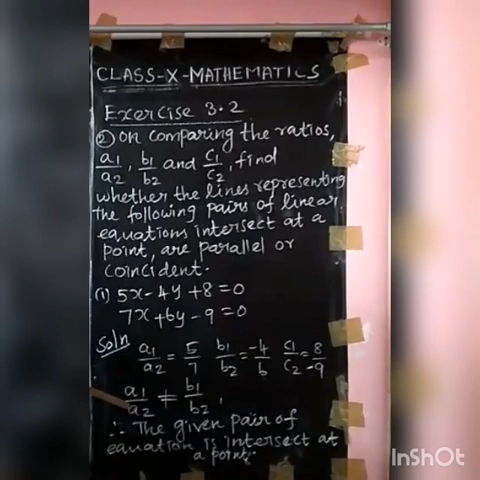 CLASS-X-MATHEMATICS
Exercise 3.2
② On comparing the ratios,
a1/a2, b1/b2 and c1/c2, find
whether the lines representing
the following pairs of linear
equations intersect at a
point, are parallel or
coincident.
(i) 5x-4y+8=0
7x+6y-9=0
Soln
a1/a2 = 5/7 b1/b2 = -4/6 c1/c2 = 8/-9
a1/a2 ≠ b1/b2,
∴ The given pair of
equation is intersect at
a point.
InShOt